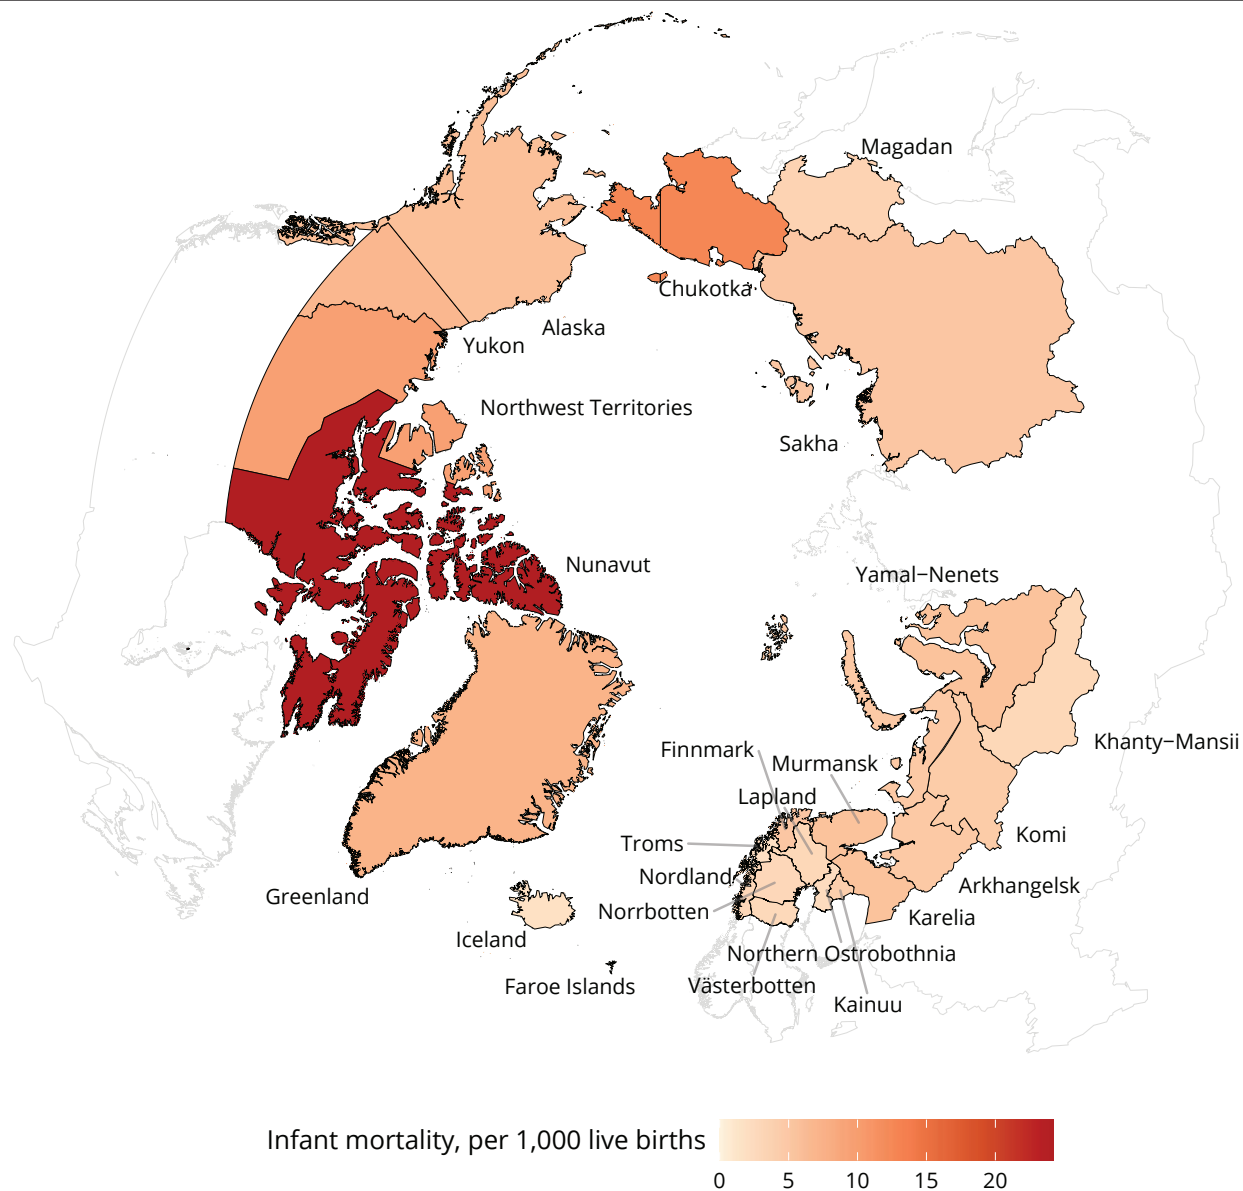 Magadan
Chukotka
Alaska
Yukon
Northwest Territories
Sakha
Nunavut
Yamal−Nenets
Khanty−Mansii
Finnmark
Murmansk
Lapland
Komi
Troms
Nordland
Arkhangelsk
Greenland
Norrbotten
Karelia
Iceland
Northern Ostrobothnia
Faroe Islands
Västerbotten
Kainuu
Infant mortality, per 1,000 live births
0 5 10 15 20